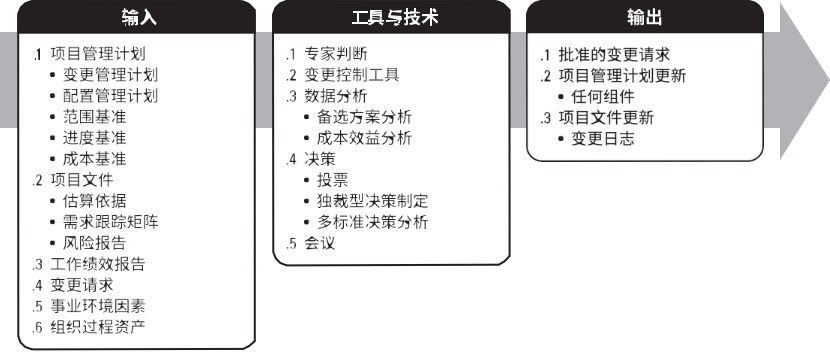 输入
.1 项目管理计划
• 变更管理计划
• 配置管理计划
• 范围基准
• 进度基准
• 成本基准
.2 项目文件
• 估算依据
• 需求跟踪矩阵
• 风险报告
.3 工作绩效报告
.4 变更请求
.5 事业环境因素
.6 组织过程资产
工具与技术
.1 专家判断
.2 变更控制工具
.3 数据分析
• 备选方案分析
• 成本效益分析
.4 决策
• 投票
• 独裁型决策制定
• 多标准决策分析
.5 会议
输出
.1 批准的变更请求
.2 项目管理计划更新
• 任何组件
.3 项目文件更新
• 变更日志